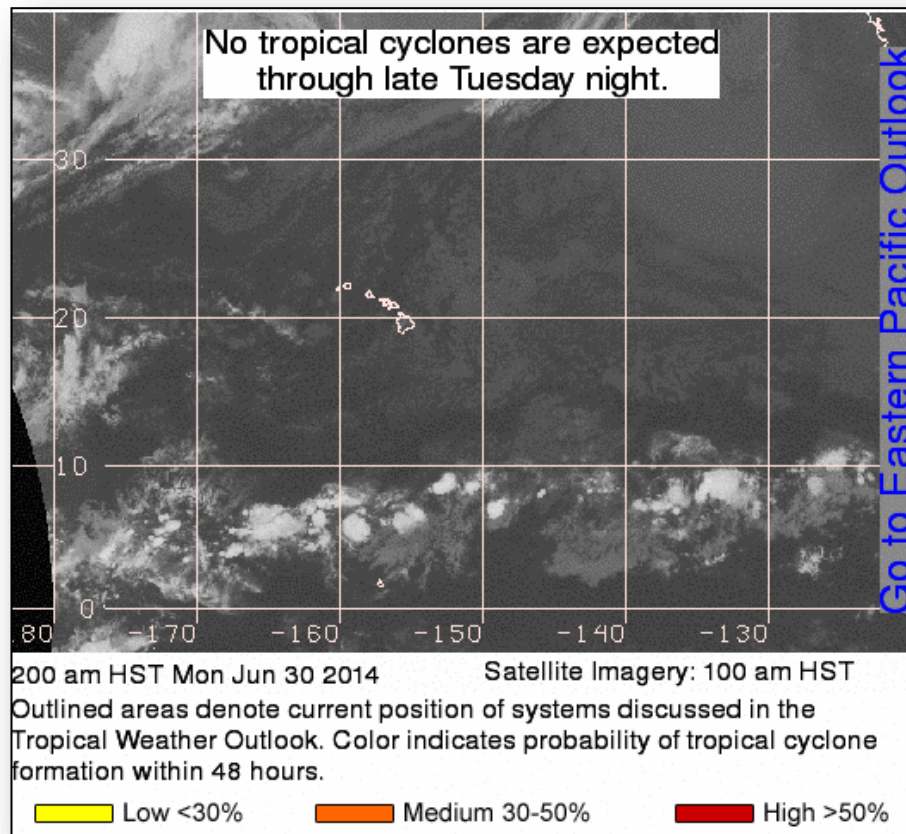 No tropical cyclones are expected
through late Tuesday night.
Go to Eastern Pacific Outlook
30
20
10
0
.80 -170 -160 -150 -140 -130
200 am HST Mon Jun 30 2014 Satellite Imagery: 100 am HST
Outlined areas denote current position of systems discussed in the
Tropical Weather Outlook. Color indicates probability of tropical cyclone
formation within 48 hours.
Low <30% Medium 30-50% High >50%